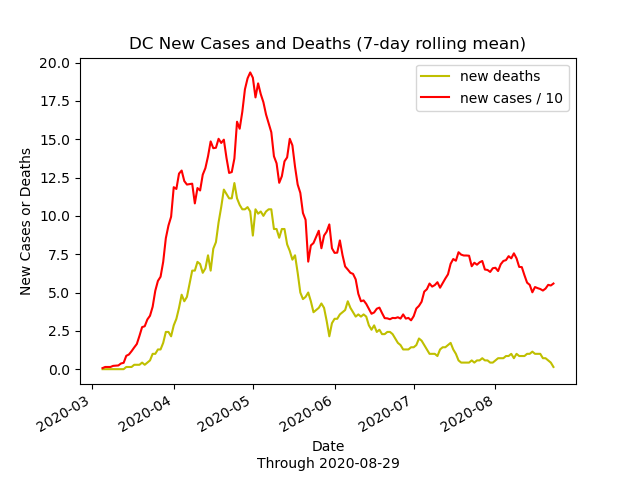 DC New Cases and Deaths (7-day rolling mean)
new deaths
new cases / 10
20.0
17.5
15.0
12.5
10.0
7.5
5.0
2.5
0.0
New Cases or Deaths
2020-03
2020-04
2020-05
2020-06
2020-07
2020-08
Date
Through 2020-08-29